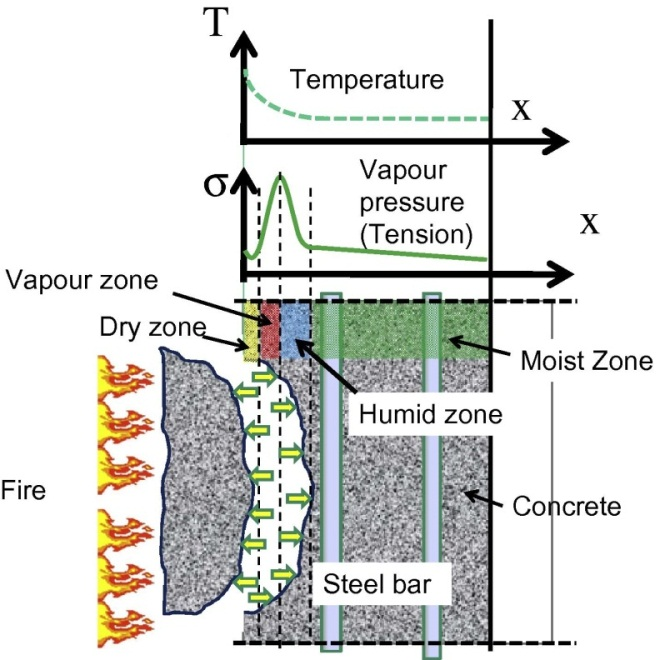 T
Temperature
x
σ
Vapour
pressure
(Tension)
x
Vapour zone
Dry zone
Moist Zone
Humid zone
Fire
Concrete
Steel bar